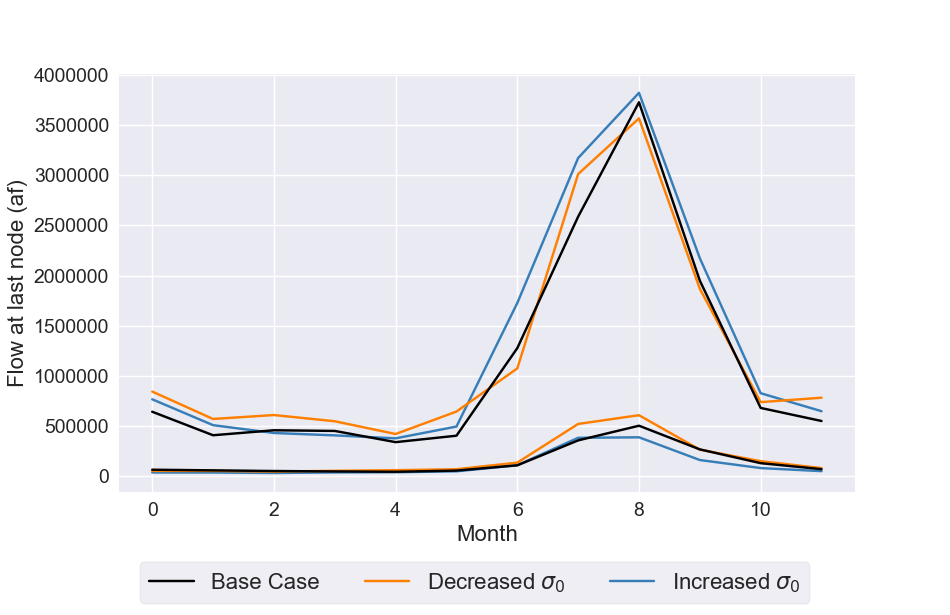 4000000
3500000
3000000
2500000
2000000
1500000
1000000
500000
0
Flow at last node (af)
0 2 4 6 8 10
Month
Base Case Decreased σ₀ Increased σ₀